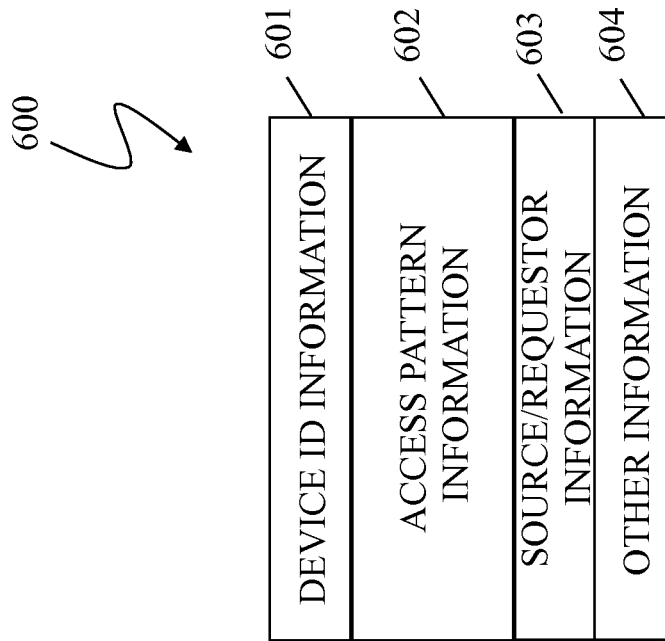 600
DEVICE ID INFORMATION
601
ACCESS PATTERN
INFORMATION
602
SOURCE/REQUESTOR
INFORMATION
603
OTHER INFORMATION
604